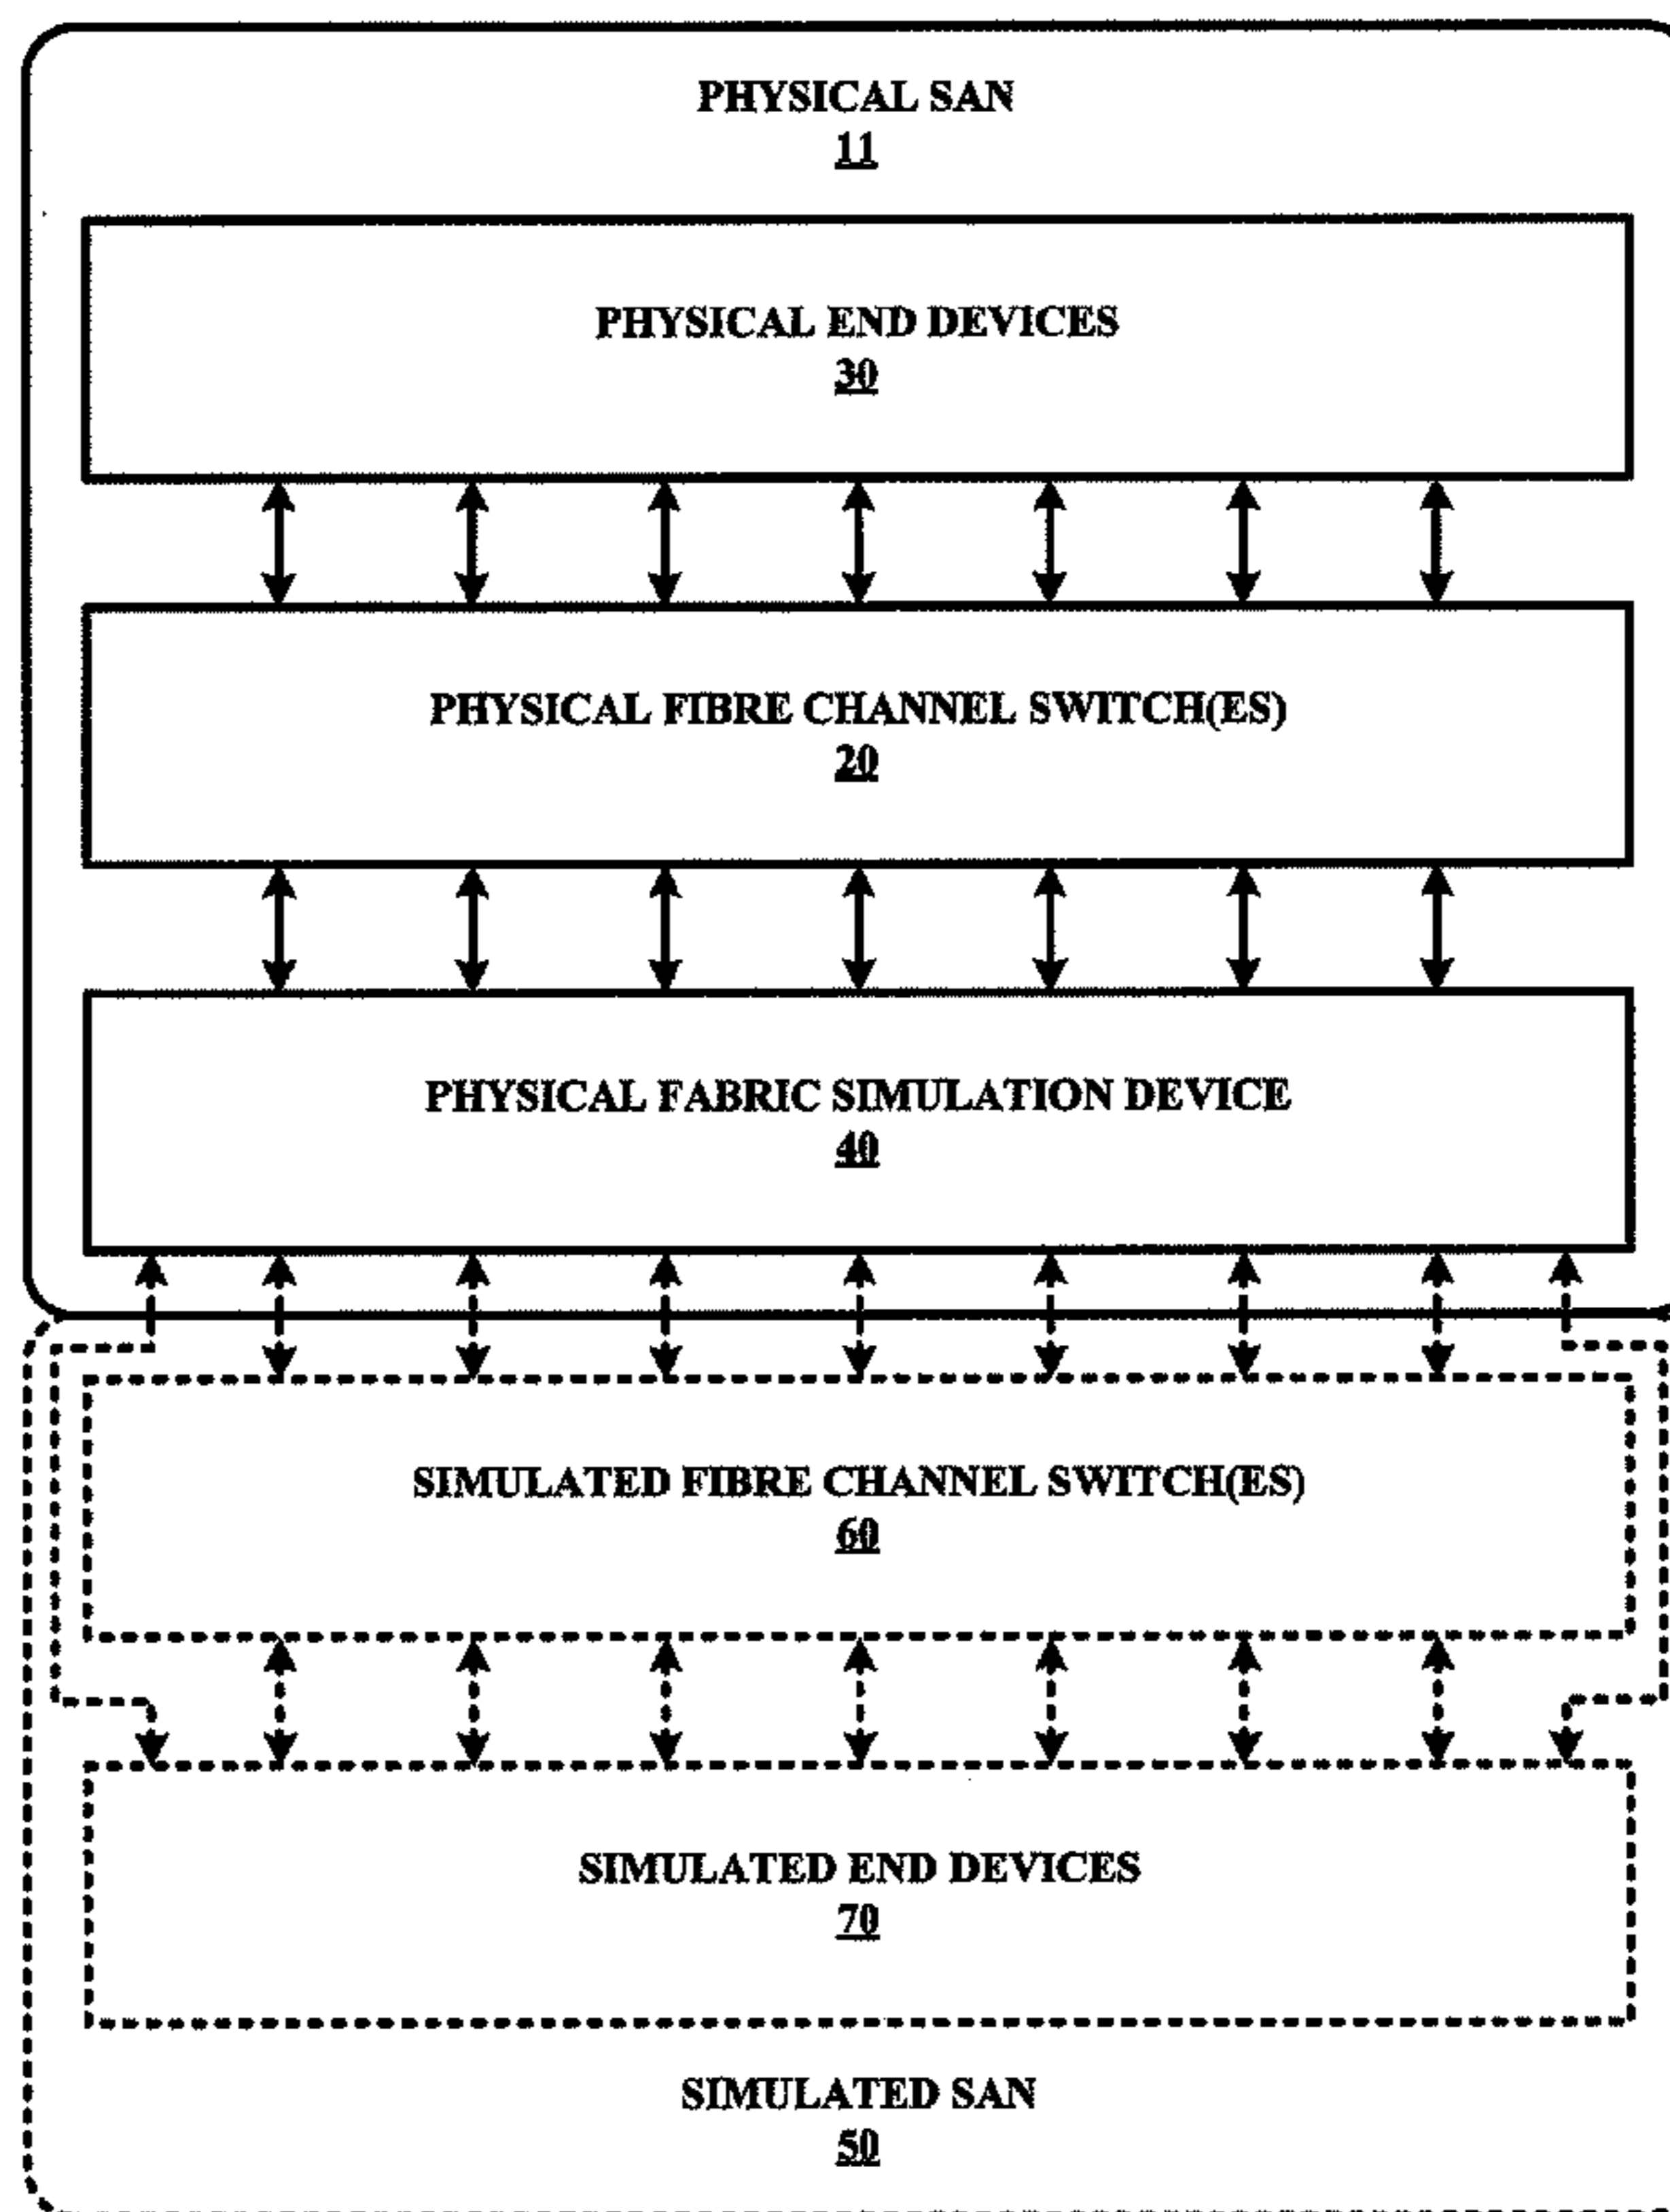 PHYSICAL SAN
11
PHYSICAL END DEVICES
30
PHYSICAL FIBRE CHANNEL SWITCH(ES)
20
PHYSICAL FABRIC SIMULATION DEVICE
40
SIMULATED FIBRE CHANNEL SWITCH(ES)
60
SIMULATED END DEVICES
70
SIMULATED SAN
50